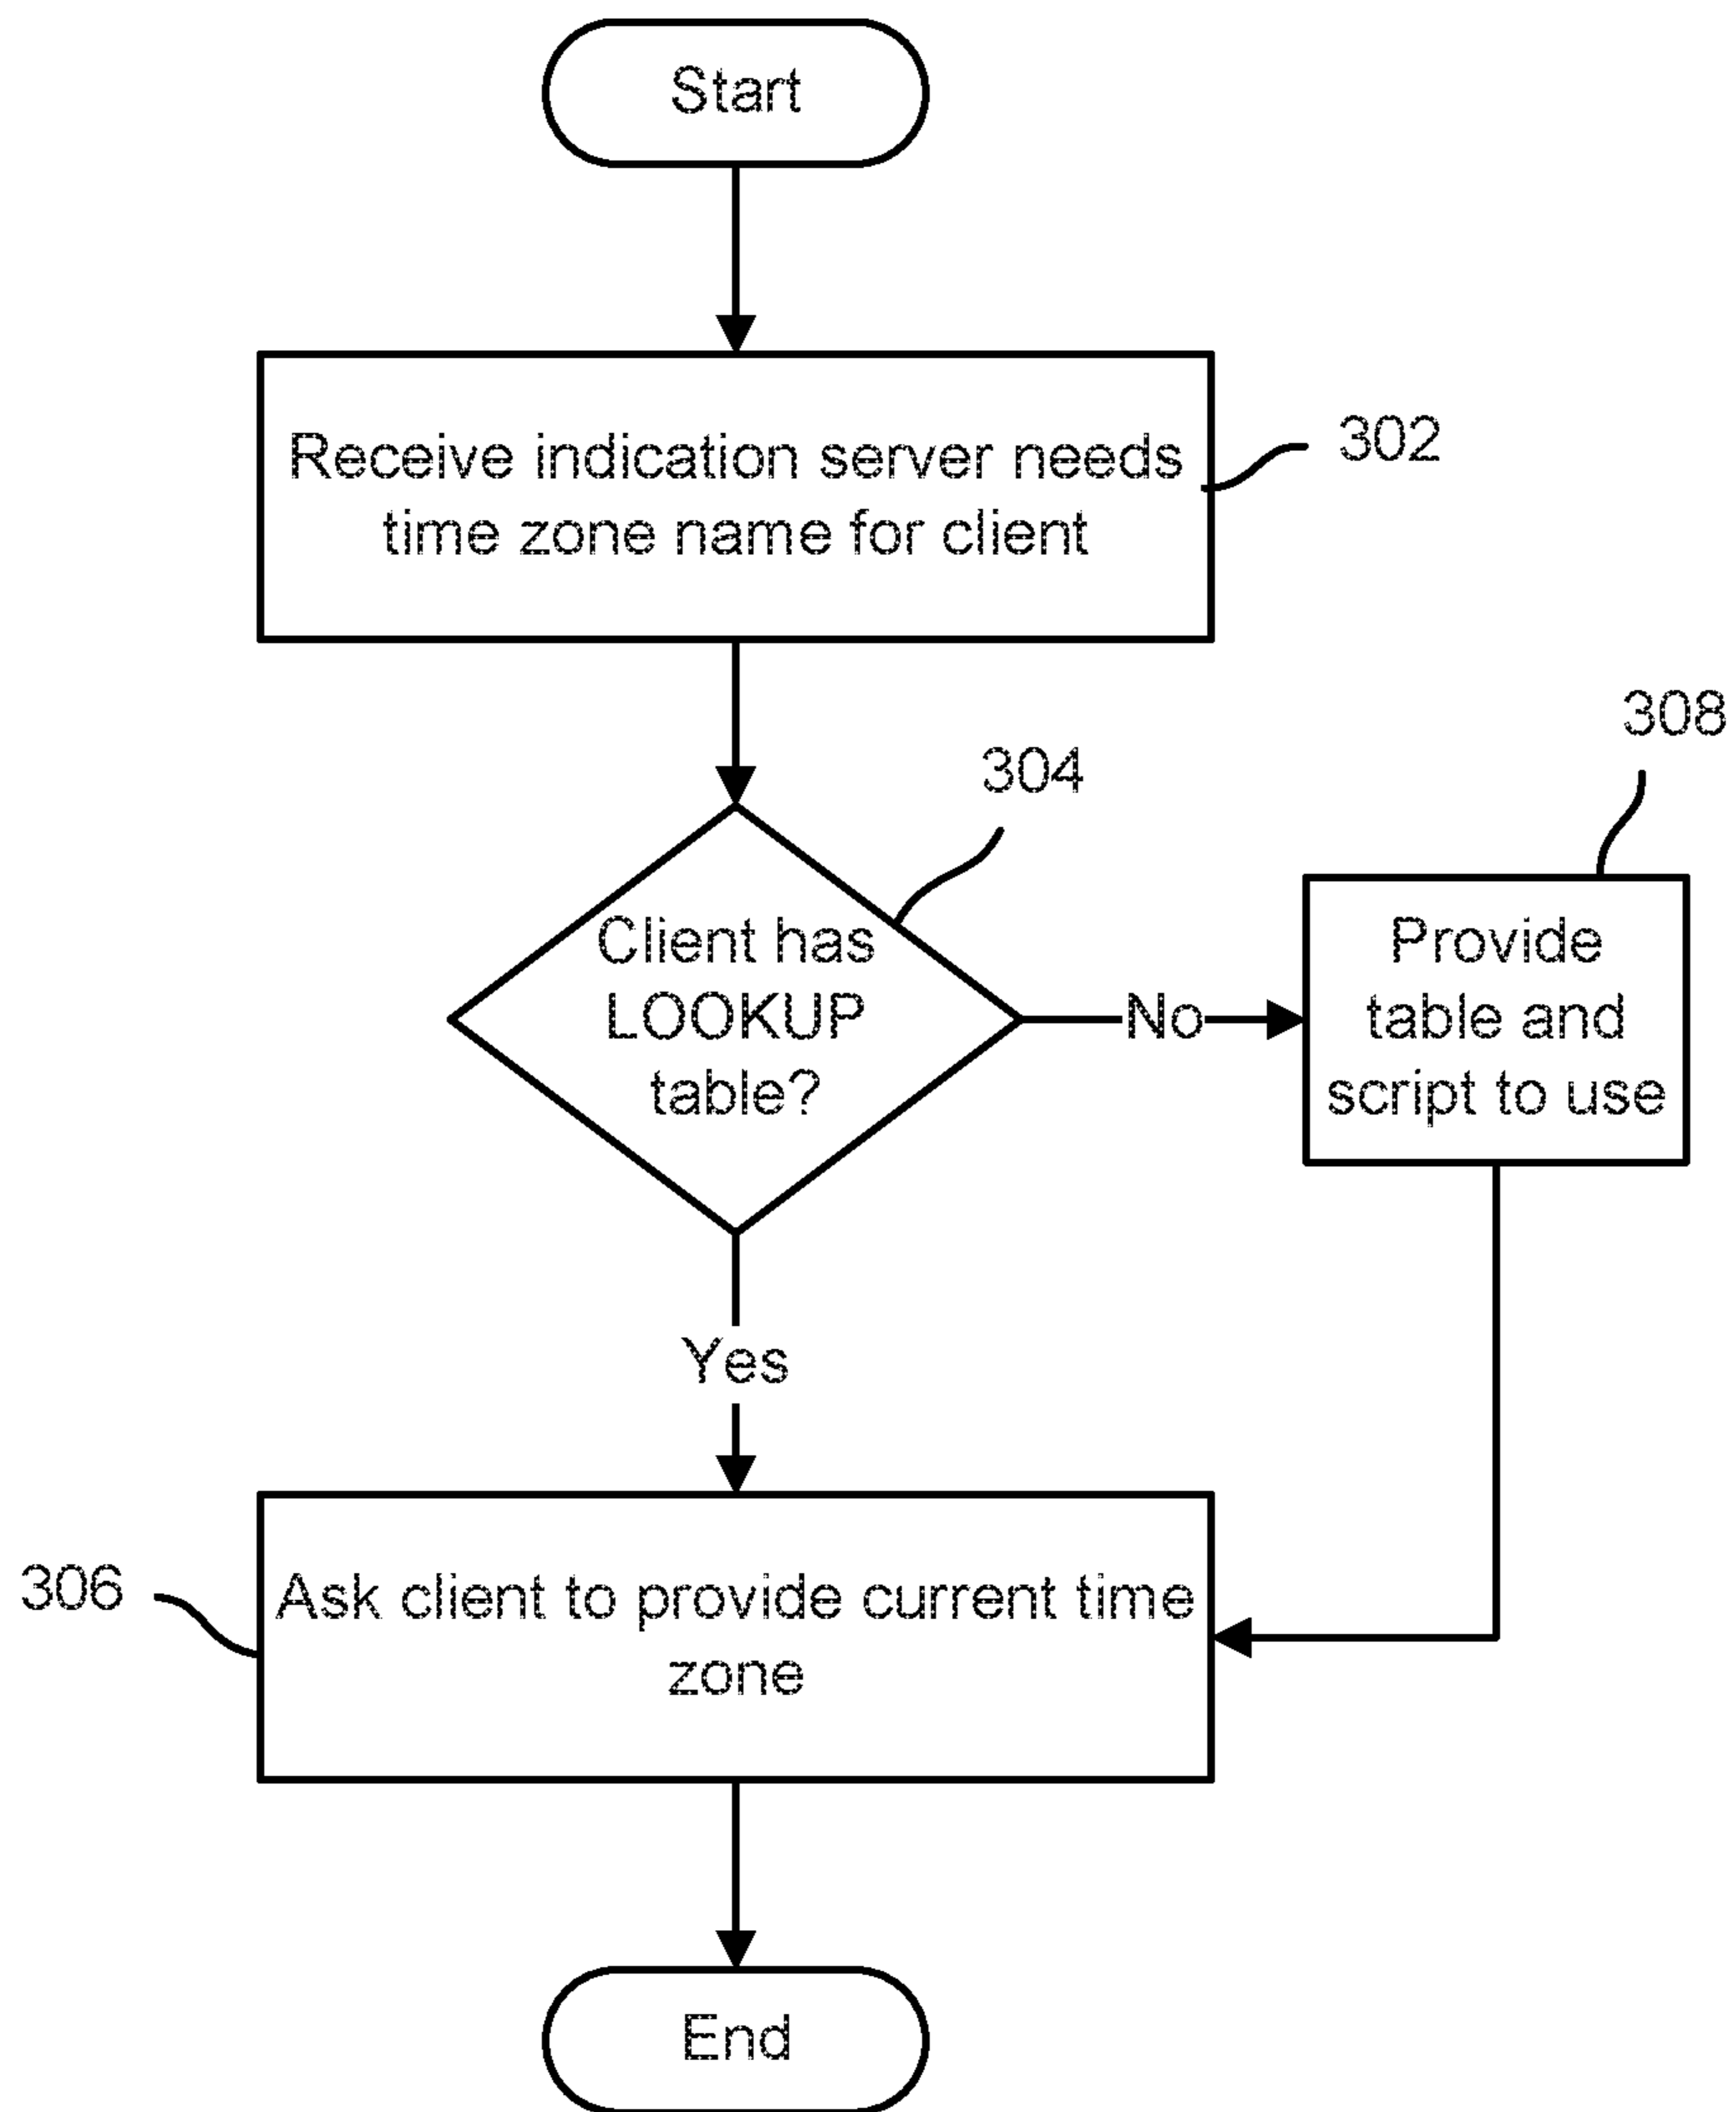 Start
Receive indication server needs
time zone name for client
302
304
308
Client has
LOOKUP
table?
No
Provide
table and
script to use
Yes
306
Ask client to provide current time
zone
End